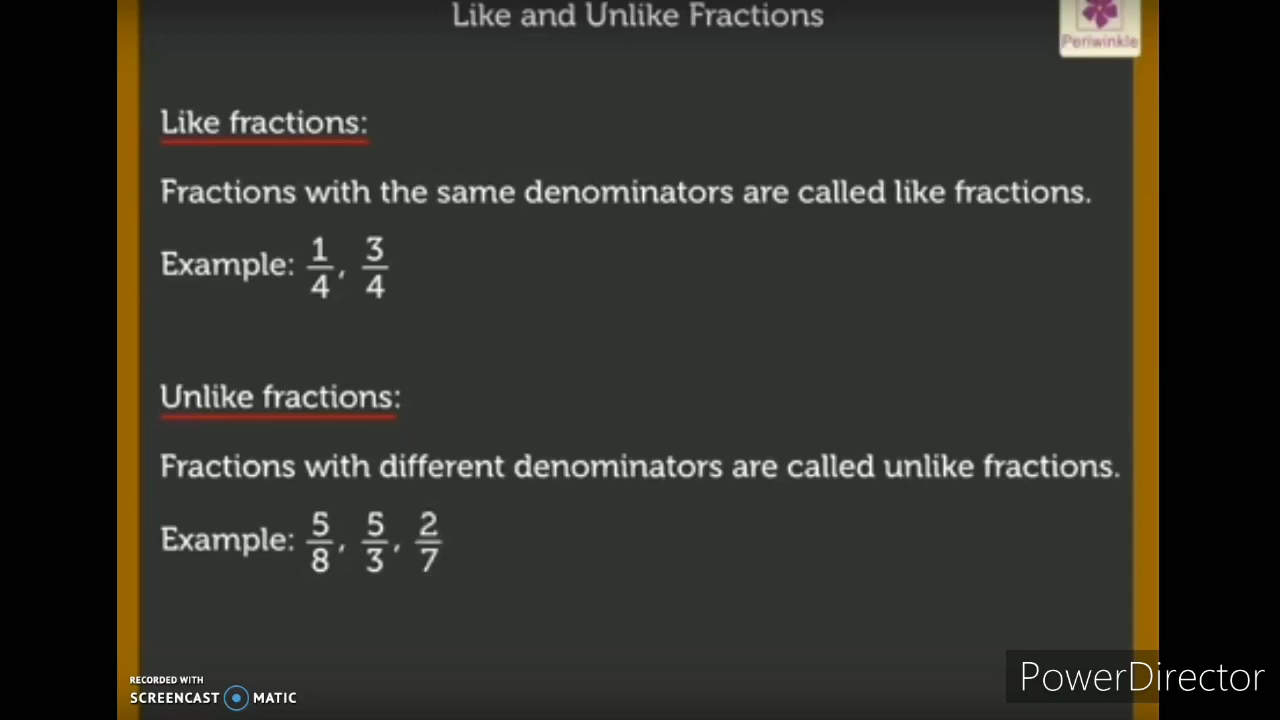 Like and Unlike Fractions
Periwinkle
Like fractions:
Fractions with the same denominators are called like fractions.
Example: 1/4, 3/4
Unlike fractions:
Fractions with different denominators are called unlike fractions.
Example: 5/8, 5/3, 2/7
RECORDED WITH
SCREENCAST MATIC
PowerDirector